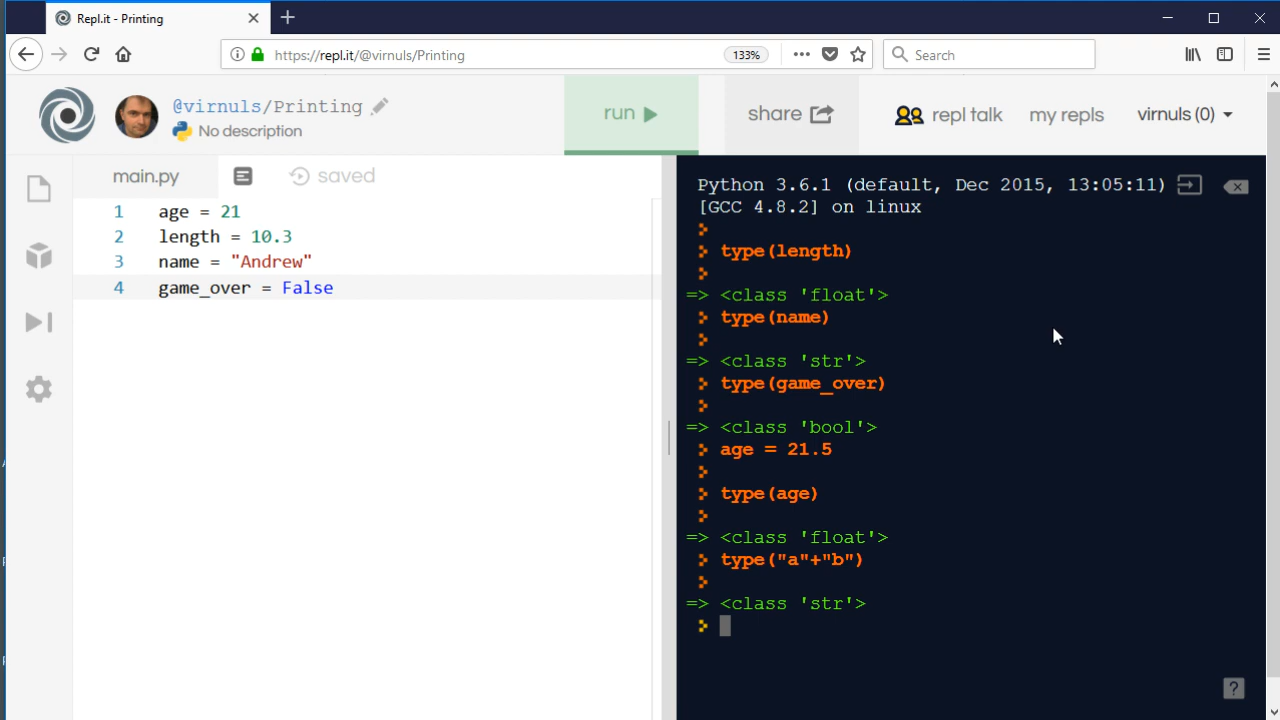 Repl.it - Printing
https://repl.it/@virnuls/Printing
133%
Search
@virnuls/Printing
No description
run
share
repl talk
my repls
virnuls (0)
main.py
saved
1 age = 21
2 length = 10.3
3 name = "Andrew"
4 game_over = False
Python 3.6.1 (default, Dec 2015, 13:05:11)
[GCC 4.8.2] on linux
type(length)
=> <class 'float'>
type(name)
=> <class 'str'>
type(game_over)
=> <class 'bool'>
age = 21.5
type(age)
=> <class 'float'>
type("a"+"b")
=> <class 'str'>
?